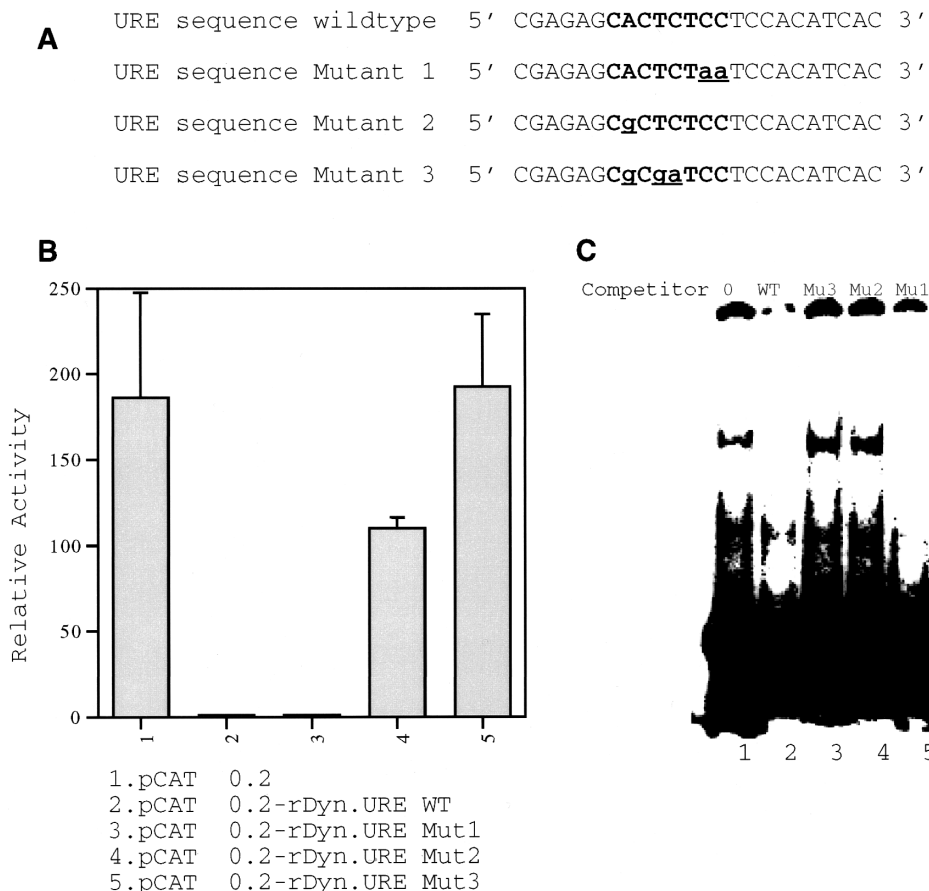 A
URE sequence wildtype 5' CGAGAGCACTCTCCTCCACATCAC 3'
URE sequence Mutant 1 5' CGAGAGCACTCTaaTCCACATCAC 3'
URE sequence Mutant 2 5' CGAGAGCgCTCTCCTCCACATCAC 3'
URE sequence Mutant 3 5' CGAGAGCgCgaTCCTCCACATCAC 3'
B
Relative Activity
250
200
150
100
50
0
1 2 3 4 5
1.pCAT 0.2
2.pCAT 0.2-rDyn.URE WT
3.pCAT 0.2-rDyn.URE Mut1
4.pCAT 0.2-rDyn.URE Mut2
5.pCAT 0.2-rDyn.URE Mut3
C
Competitor 0 WT Mu3 Mu2 Mu1
1 2 3 4 5